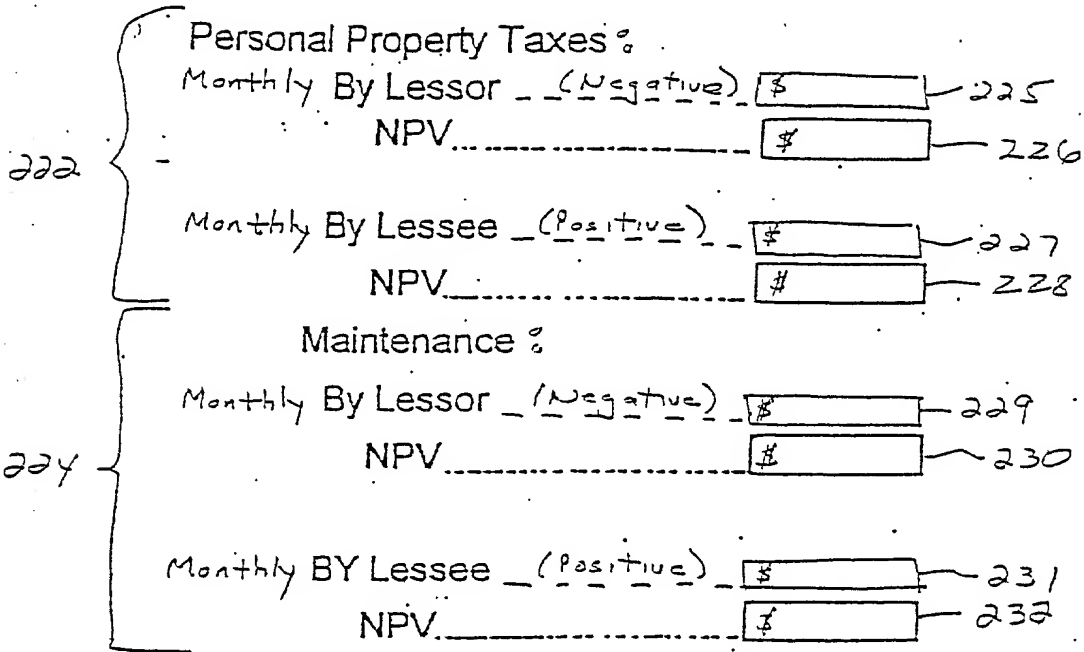 Personal Property Taxes :
Monthly By Lessor _ _(Negative)_ _ $ 225
NPV $ 226
222
Monthly By Lessee _ (Positive) _ _ $ 227
NPV $ 228
Maintenance :
Monthly By Lessor _ (Negative) _ $ 229
NPV $ 230
224
Monthly BY Lessee _ (Positive) _ $ 231
NPV $ 232